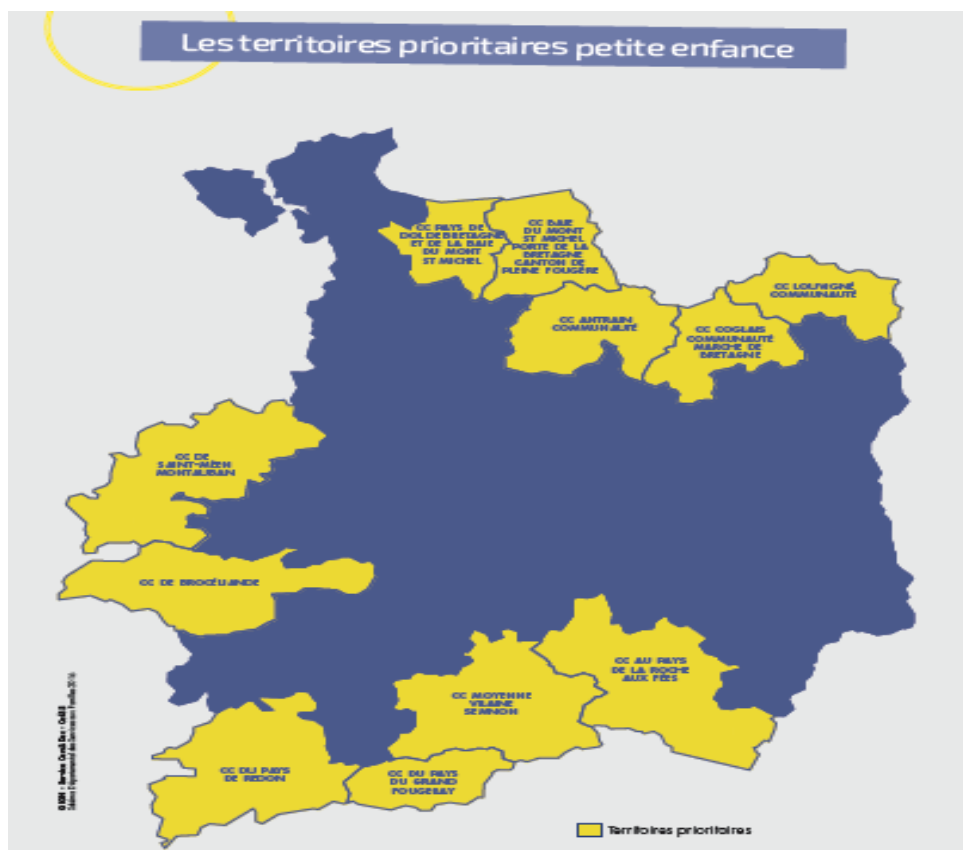 Les territoires prioritaires petite enfance
CC PAYS DE
DOL DE BRETAGNE
ET DE LA BAIE
DU MONT
ST MICHEL
CC BAIE
DU MONT
ST MICHEL
PORTE DE LA
BRETAGNE
CANTON DE
PLEINE FOUGÈRE
CC LOUVIGNÉ
COMMUNAUTÉ
CC ANTRAIN
COMMUNAUTÉ
CC COGLAIS
COMMUNAUTÉ
MARCHE DE
BRETAGNE
CC DE
SAINT-MÉEN
MONTAUBAN
CC DE BROCÉLIANDE
CC AU PAYS
DE LA ROCHE
AUX FÉES
CC MOYENNE
VILAINE
SEMNON
CC DU PAYS
DE REDON
CC DU PAYS
DU GRAND
FOUGERAY
Territoires prioritaires